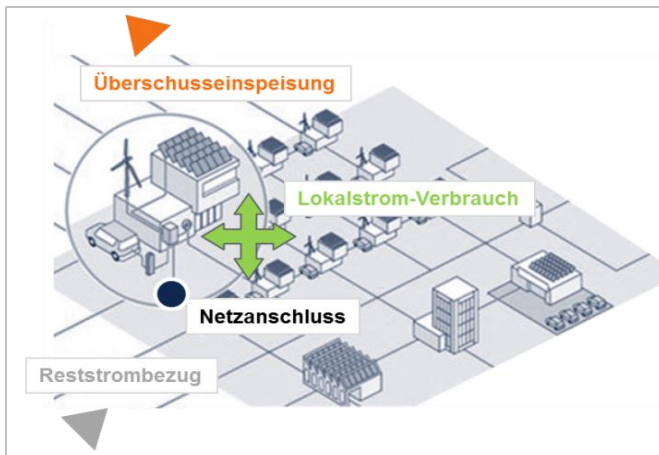 Überschusseinspeisung
Lokalstrom-Verbrauch
Netzanschluss
Reststrombezug